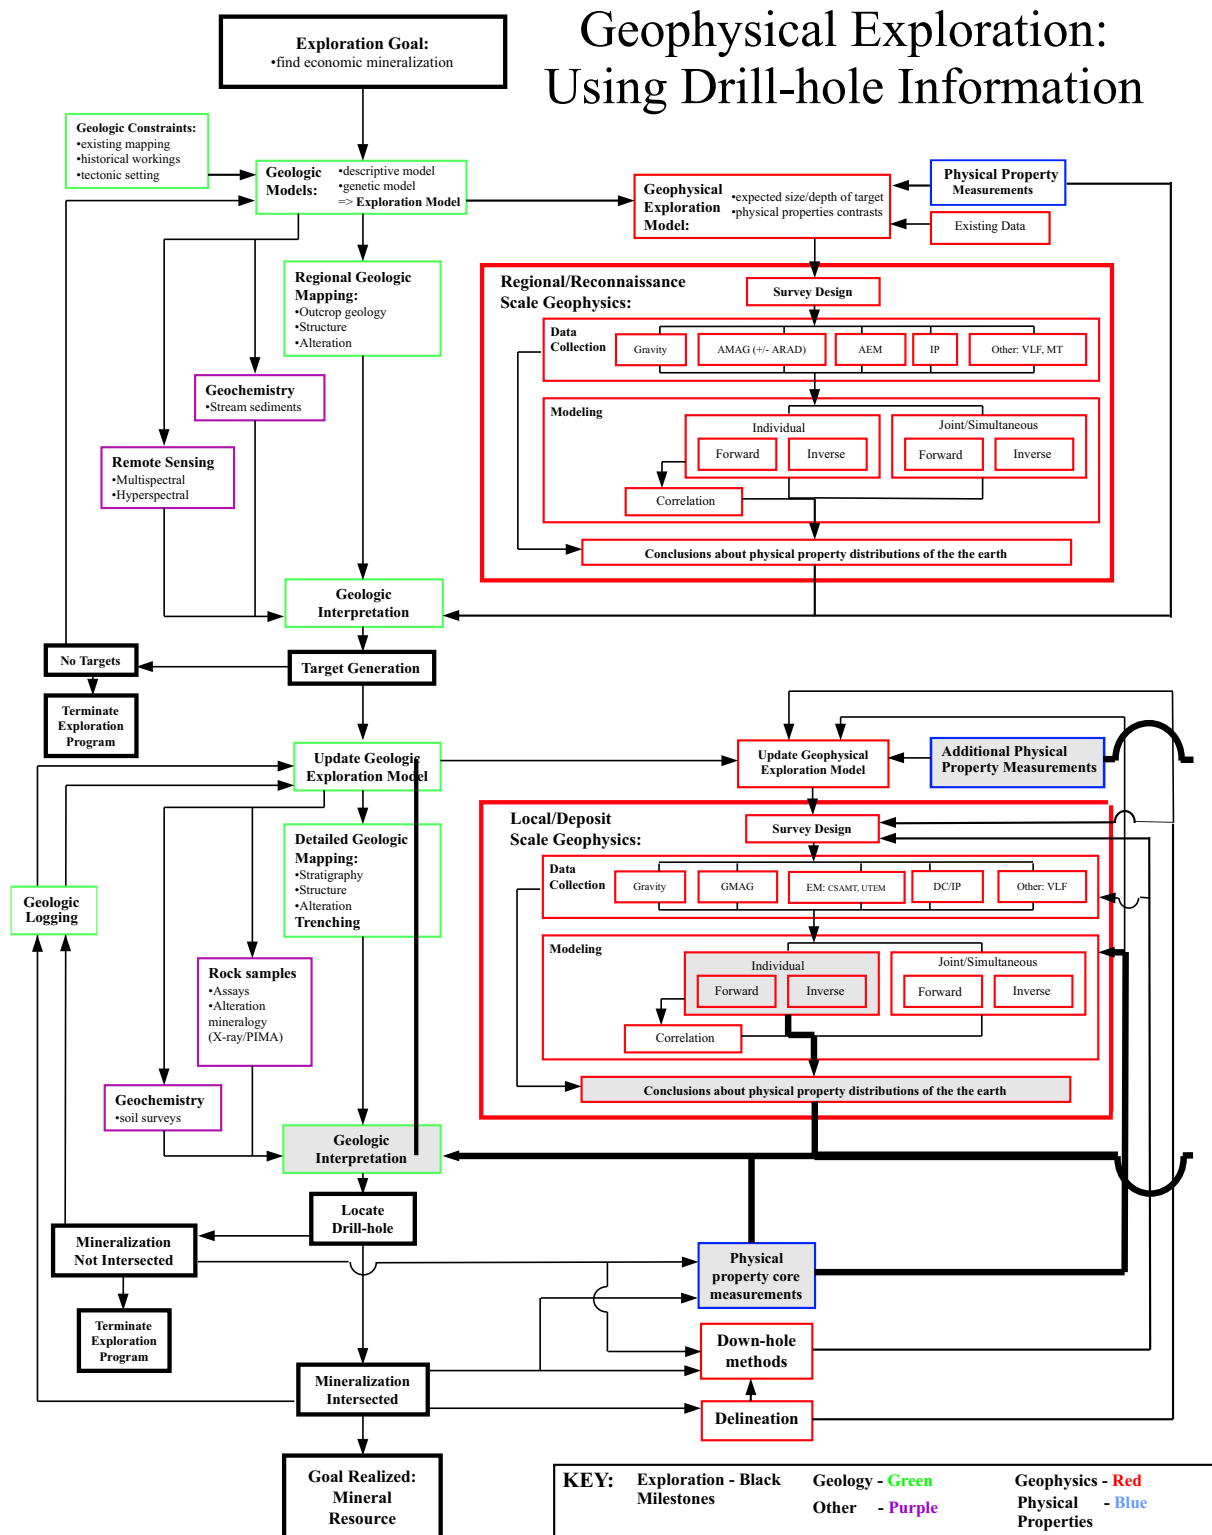 Geophysical Exploration:
Using Drill-hole Information
Exploration Goal:
•find economic mineralization
Geologic Constraints:
•existing mapping
•historical workings
•tectonic setting
Geologic
Models:
•descriptive model
•genetic model
=> Exploration Model
Geophysical
Exploration
Model:
•expected size/depth of target
•physical properties contrasts
Physical Property
Measurements
Existing Data
Regional Geologic
Mapping:
•Outcrop geology
•Structure
•Alteration
Geochemistry
•Stream sediments
Remote Sensing
•Multispectral
•Hyperspectral
Regional/Reconnaissance
Scale Geophysics:
Survey Design
Data
Collection
Gravity
AMAG (+/- ARAD)
AEM
IP
Other: VLF, MT
Modeling
Individual
Forward
Inverse
Joint/Simultaneous
Forward
Inverse
Correlation
Conclusions about physical property distributions of the the earth
Geologic
Interpretation
No Targets
Target Generation
Terminate
Exploration
Program
Update Geologic
Exploration Model
Update Geophysical
Exploration Model
Additional Physical
Property Measurements
Detailed Geologic
Mapping:
•Stratigraphy
•Structure
•Alteration
Trenching
Geologic
Logging
Rock samples
•Assays
•Alteration
mineralogy
(X-ray/PIMA)
Geochemistry
•soil surveys
Local/Deposit
Scale Geophysics:
Survey Design
Data
Collection
Gravity
GMAG
EM: CSAMT, UTEM
DC/IP
Other: VLF
Modeling
Individual
Forward
Inverse
Joint/Simultaneous
Forward
Inverse
Correlation
Conclusions about physical property distributions of the the earth
Geologic
Interpretation
Locate
Drill-hole
Mineralization
Not Intersected
Terminate
Exploration
Program
Physical
property core
measurements
Down-hole
methods
Mineralization
Intersected
Delineation
Goal Realized:
Mineral
Resource
KEY:
Exploration - Black
Milestones
Geology - Green
Other - Purple
Geophysics - Red
Physical - Blue
Properties